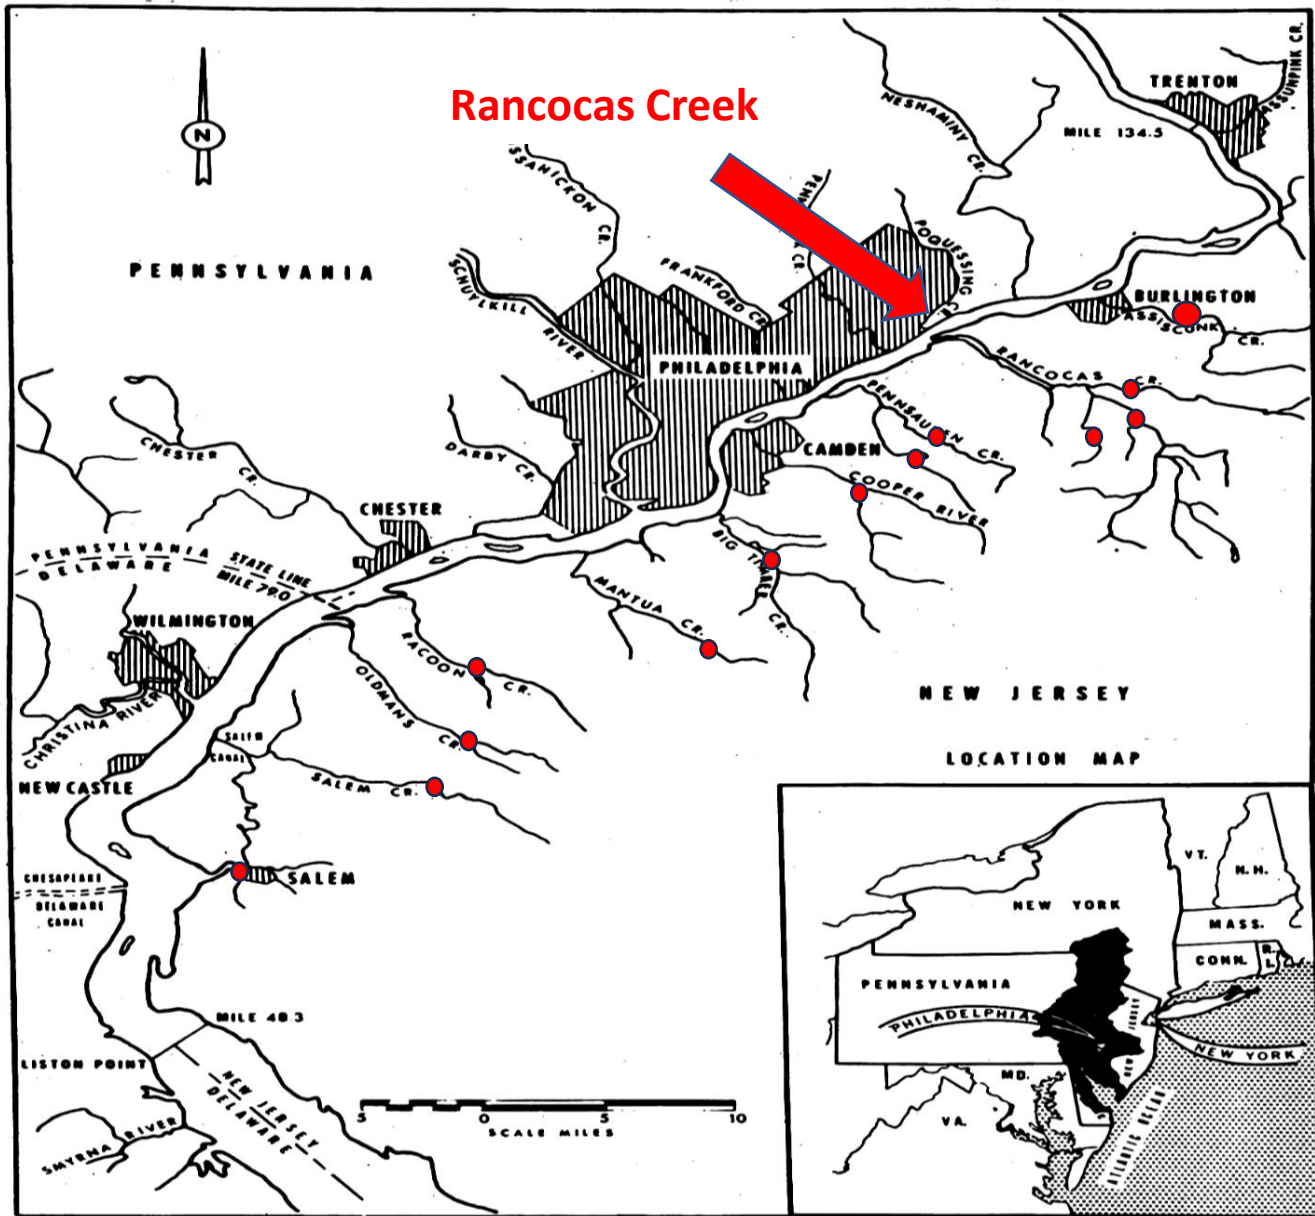 Rancocas Creek
N
TRENTON
ASSUNPINK CR.
MILE 134.5
NESHAMINY CR.
SSAHICKON CR.
PENN
K CR.
POQUESSING CR.
PENNSYLVANIA
SCHUYLKILL RIVER
FRANKFORD CR.
BURLINGTON
ASSISCONK CR.
PHILADELPHIA
RANCOCAS CR.
PENNSAUKEN CR.
CAMDEN
COOPER RIVER
CHESTER CR.
DARBY CR.
CHESTER
BIG TIMBER CR.
MANTUA CR.
PENNSYLVANIA
DELAWARE
STATE LINE
MILE 79.0
WILMINGTON
RACOON CR.
OLDMANS CR.
CHRISTINA RIVER
NEW JERSEY
LOCATION MAP
SALEM
CANAL
SALEM CR.
NEW CASTLE
SALEM
CHESAPEAKE
DELAWARE
CANAL
MILE 48.3
LISTON POINT
NEW JERSEY
DELAWARE
SMYRNA RIVER
5 0 5 10
SCALE MILES
VT.
N.H.
NEW YORK
MASS.
CONN.
R.
I.
PENNSYLVANIA
PHILADELPHIA
NEW JERSEY
NEW YORK
MD.
VA.
ATLANTIC OCEAN